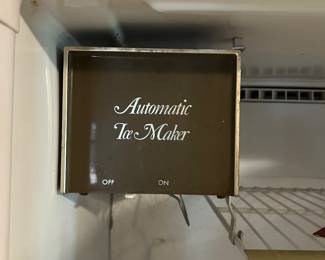 Automatic
Ice Maker
OFF ON